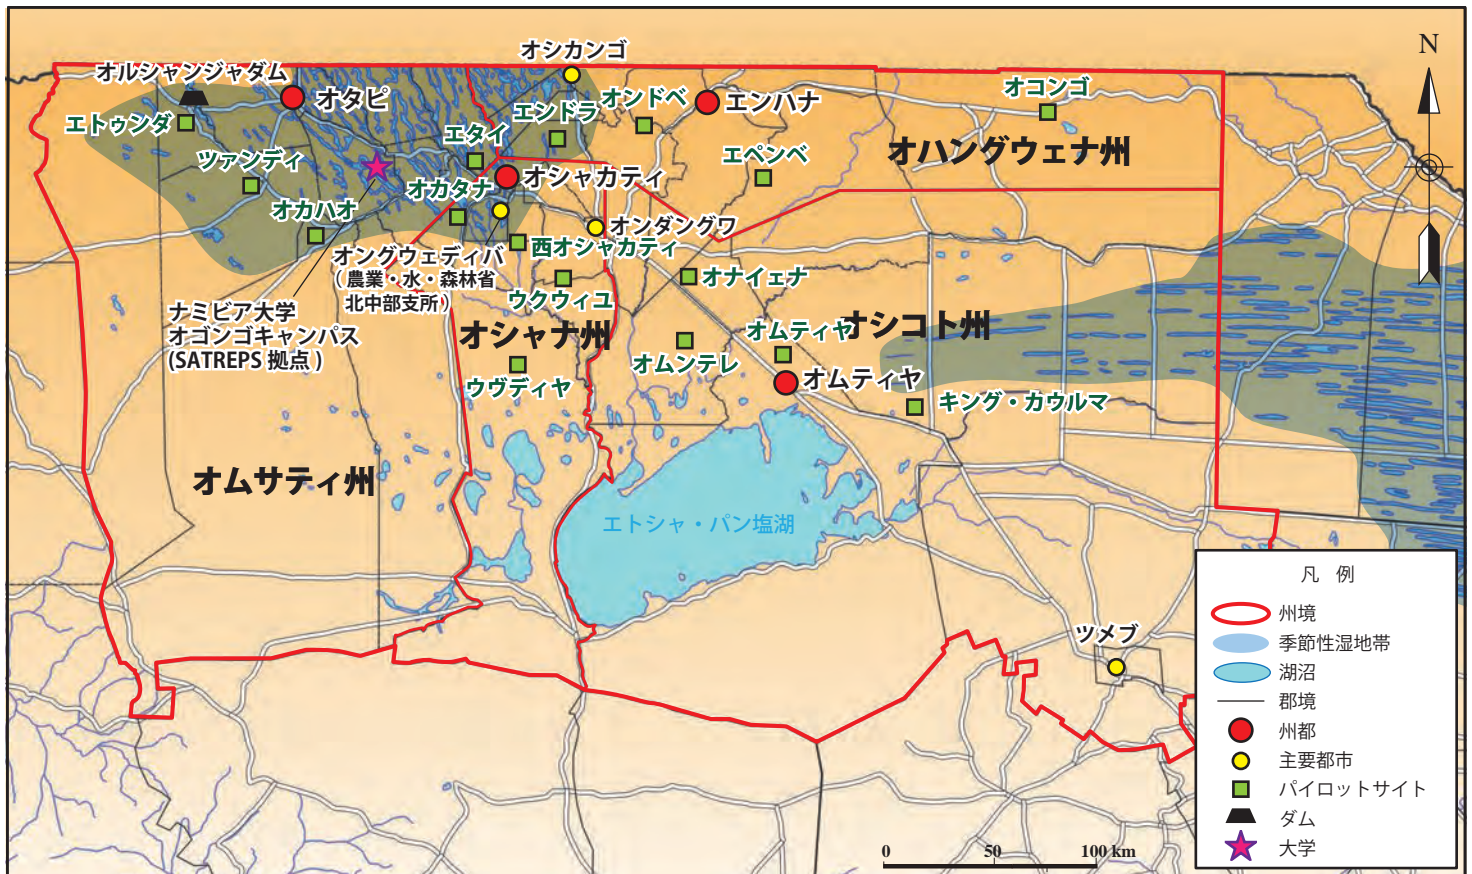 オシカンゴ
N
オルシャンジャダム
オタピ
エトゥンダ
エンドラ
オンドベ
エンハナ
オコンゴ
エタイ
ツァンディ
エペンベ
オハングウェナ州
オカタナ
オシャカティ
オカハオ
オンダングワ
西オシャカティ
オングウェディバ
（農業・水・森林省
北中部支所）
オナイェナ
ウクウィユ
ナミビア大学
オゴンゴキャンパス
(SATREPS 拠点 )
オシャナ州
オムティヤ
オシコト州
オムンテレ
ウヴディヤ
オムティヤ
キング・カウルマ
オムサティ州
エトシャ・パン塩湖
ツメブ
凡 例
州境
季節性湿地帯
湖沼
郡境
州都
主要都市
パイロットサイト
ダム
大学
0 50 100 km